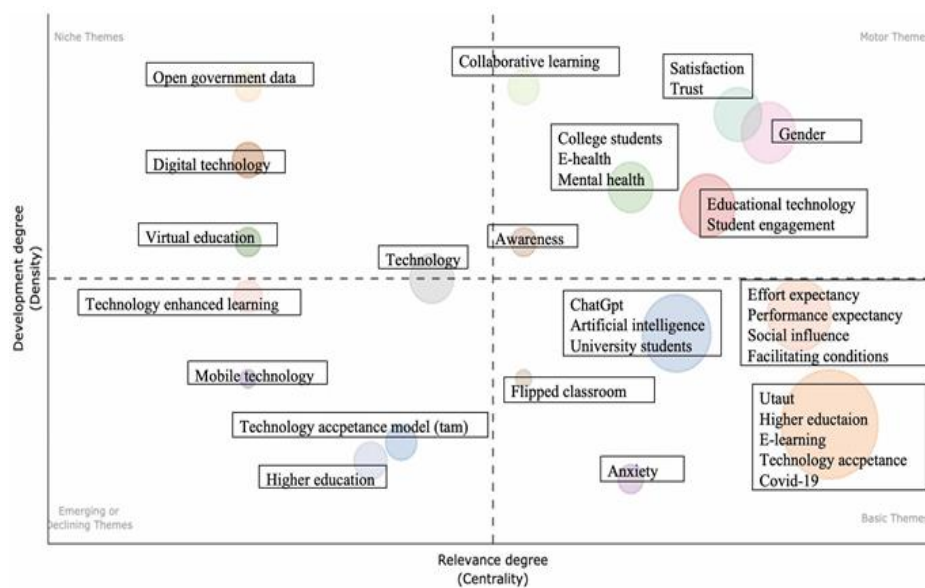 Niche Themes
Motor Theme
Open government data
Collaborative learning
Satisfaction
Trust
Gender
College students
E-health
Mental health
Digital technology
Educational technology
Student engagement
Virtual education
Awareness
Technology
Technology enhanced learning
ChatGpt
Artificial intelligence
University students
Effort expectancy
Performance expectancy
Social influence
Facilitating conditions
Mobile technology
Flipped classroom
Utaut
Higher eductaion
E-learning
Technology accpetance
Covid-19
Technology accpetance model (tam)
Higher education
Anxiety
Emerging or
Declining Themes
Basic Theme
Development degree
(Density)
Relevance degree
(Centrality)